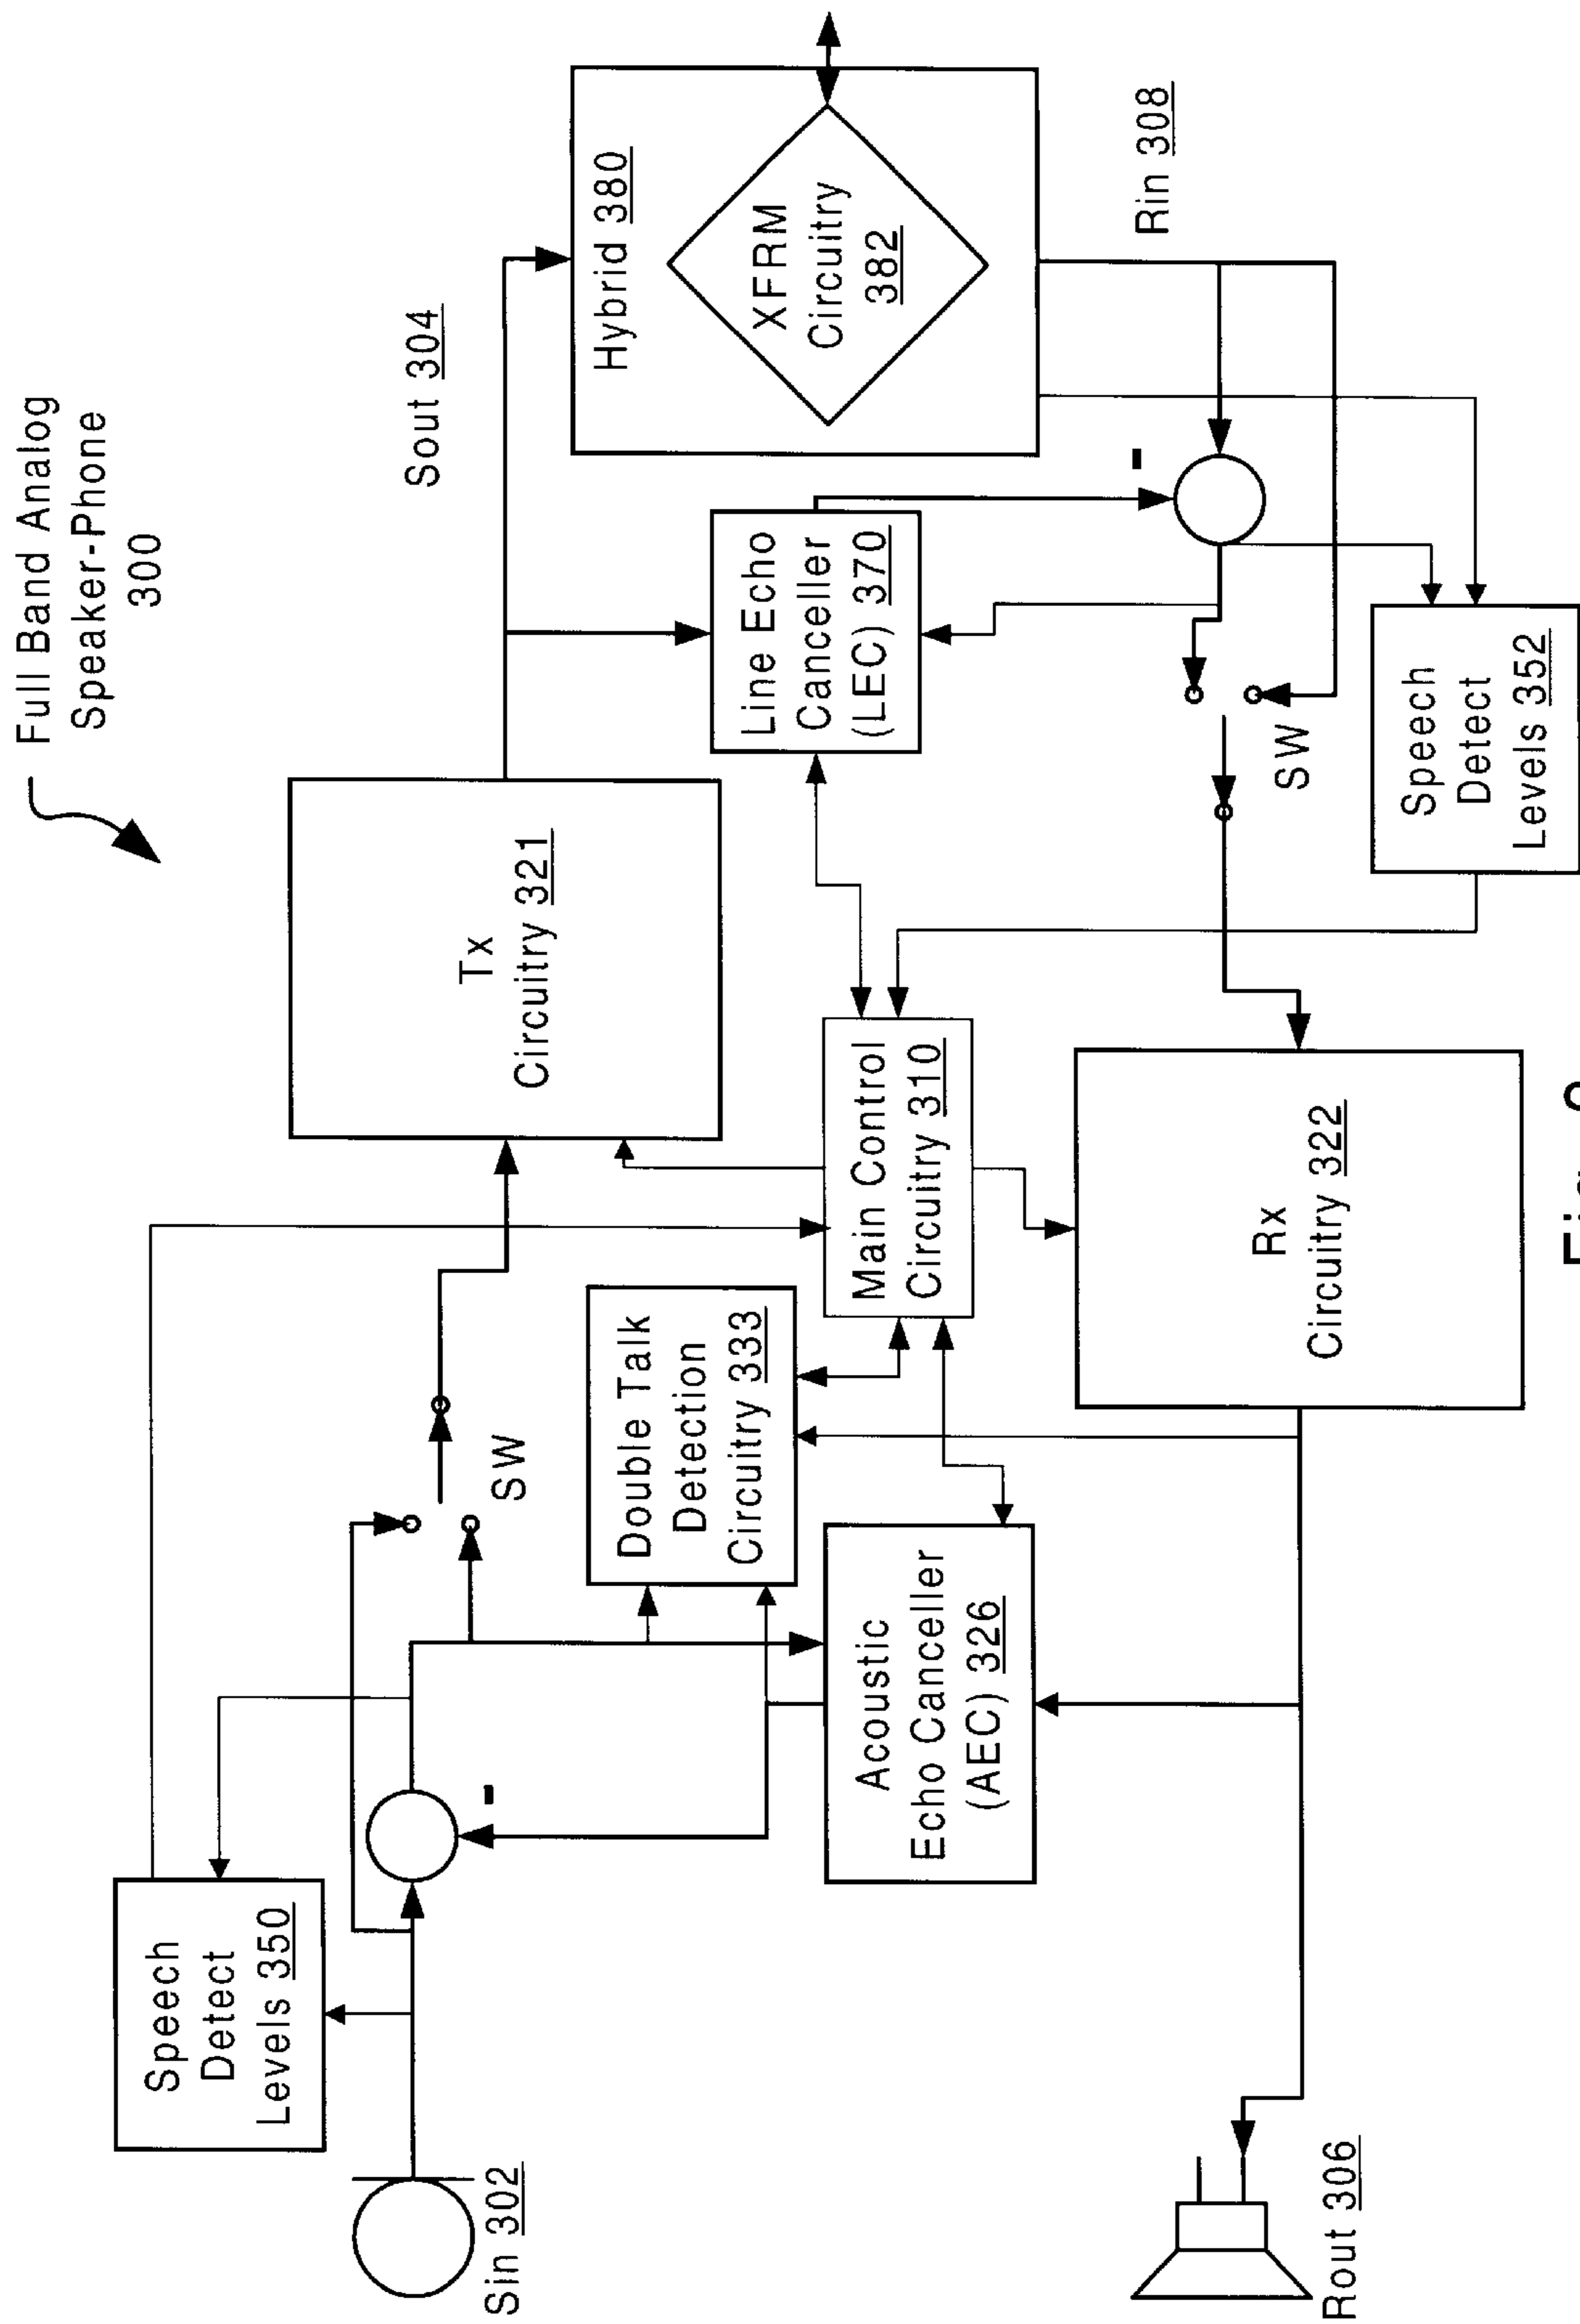 Full Band Analog
Speaker-Phone
300
Speech
Detect
Levels 350
Sin 302
SW
Tx
Circuitry 321
Sout 304
Hybrid 380
XFRM
Circuitry
382
Double Talk
Detection
Circuitry 333
Main Control
Circuitry 310
Line Echo
Canceller
(LEC) 370
-
-
Acoustic
Echo Canceller
(AEC) 326
Rin 308
SW
Rx
Circuitry 322
Speech
Detect
Levels 352
Rout 306